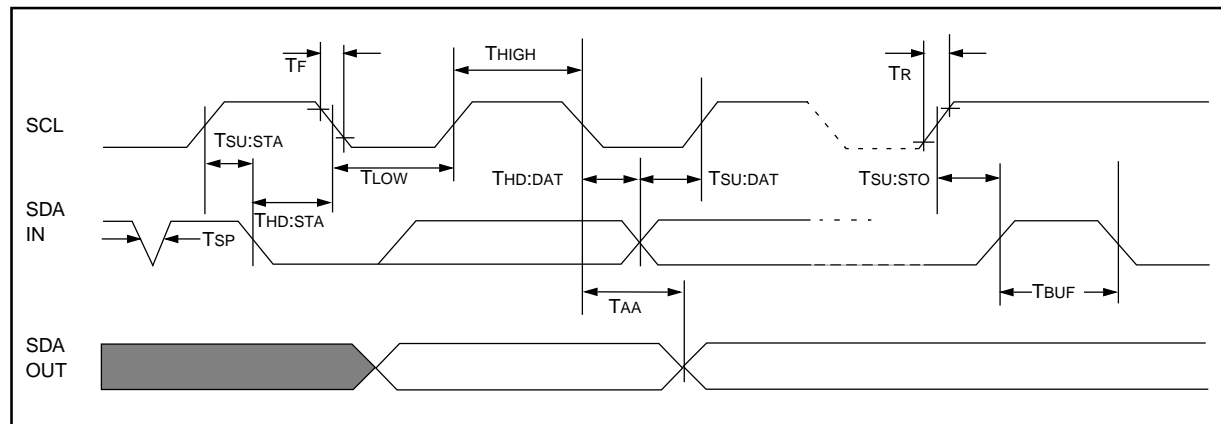 TF
THIGH
TR
SCL
TSU:STA
TLOW
THD:DAT
TSU:DAT
TSU:STO
SDA
IN
TSP
THD:STA
TAA
TBUF
SDA
OUT